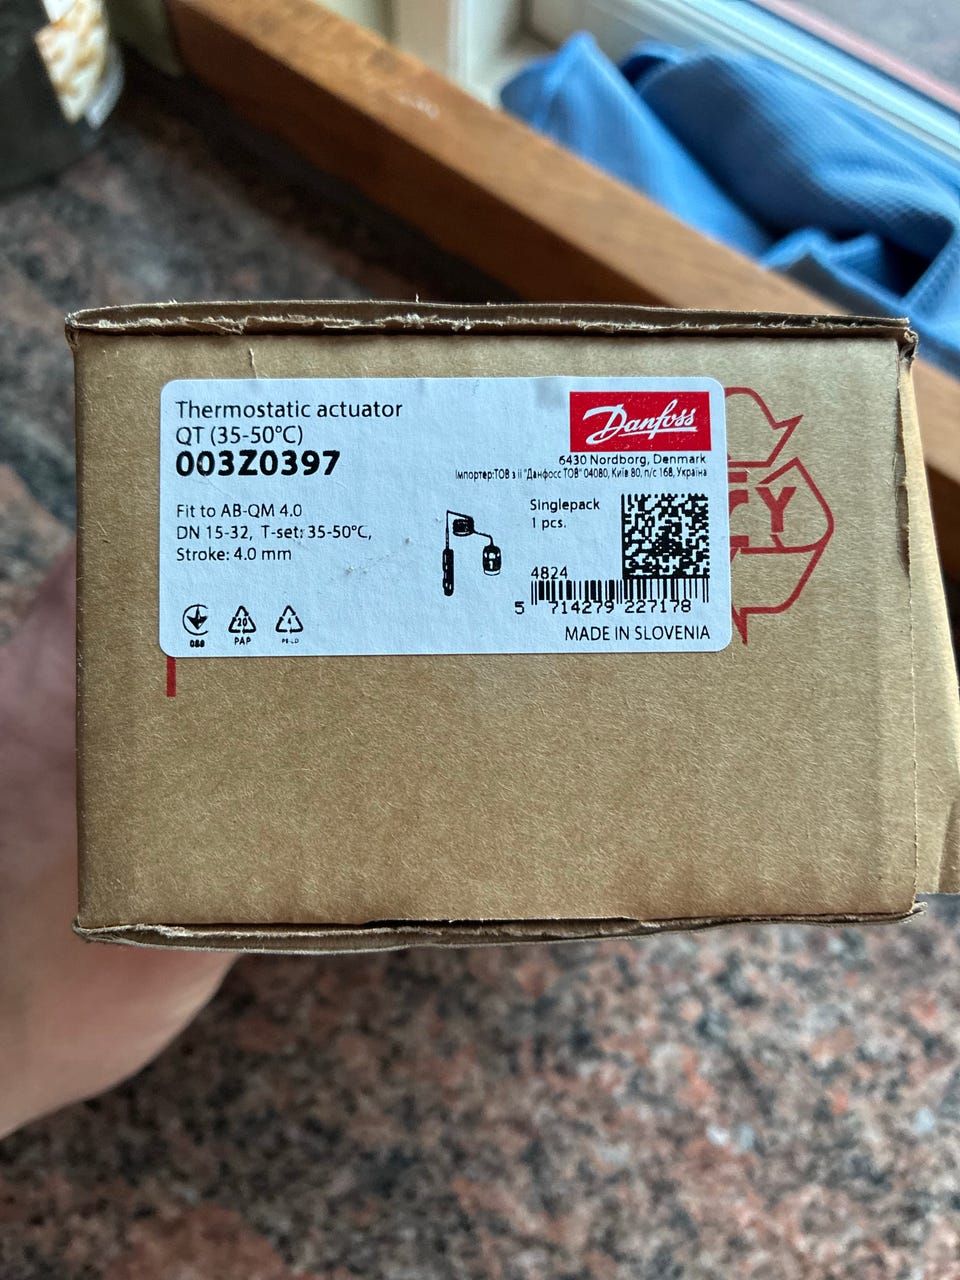 Thermostatic actuator
QT (35-50°C)
003Z0397
Danfoss
6430 Nordborg, Denmark
Імпортер:ТОВ з іі "Данфосс ТОВ" 04080, Київ 80, п/с 168, Україна
Fit to AB-QM 4.0
DN 15-32, T-set: 35-50°C,
Stroke: 4.0 mm
Singlepack
1 pcs.
4824
5 714279 227178
MADE IN SLOVENIA
088
20
PAP
4
PE-LD